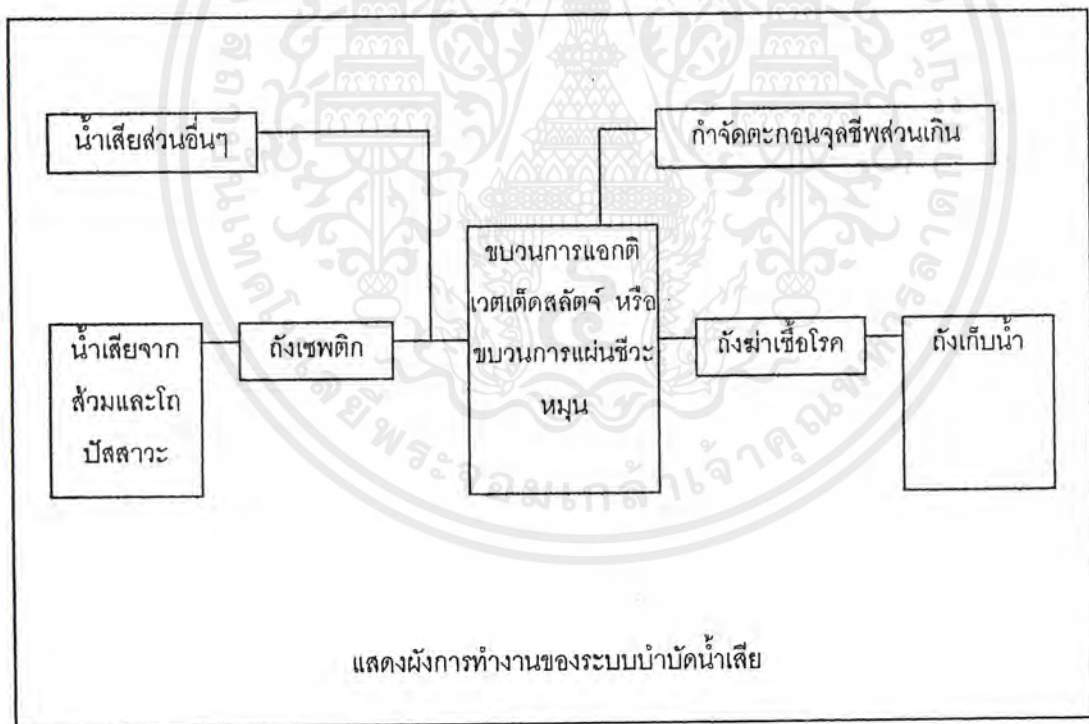 น้ำเสียส่วนอื่นๆ
กำจัดตะกอนจุลชีพส่วนเกิน
น้ำเสียจาก
ส้วมและโถ
ปัสสาวะ
ถังเซพติก
ขบวนการแอกติ
เวตเต็ดสลัตจ์ หรือ
ขบวนการแผ่นชีวะ
หมุน
ถังฆ่าเชื้อโรค
ถังเก็บน้ำ
แสดงผังการทำงานของระบบบำบัดน้ำเสีย